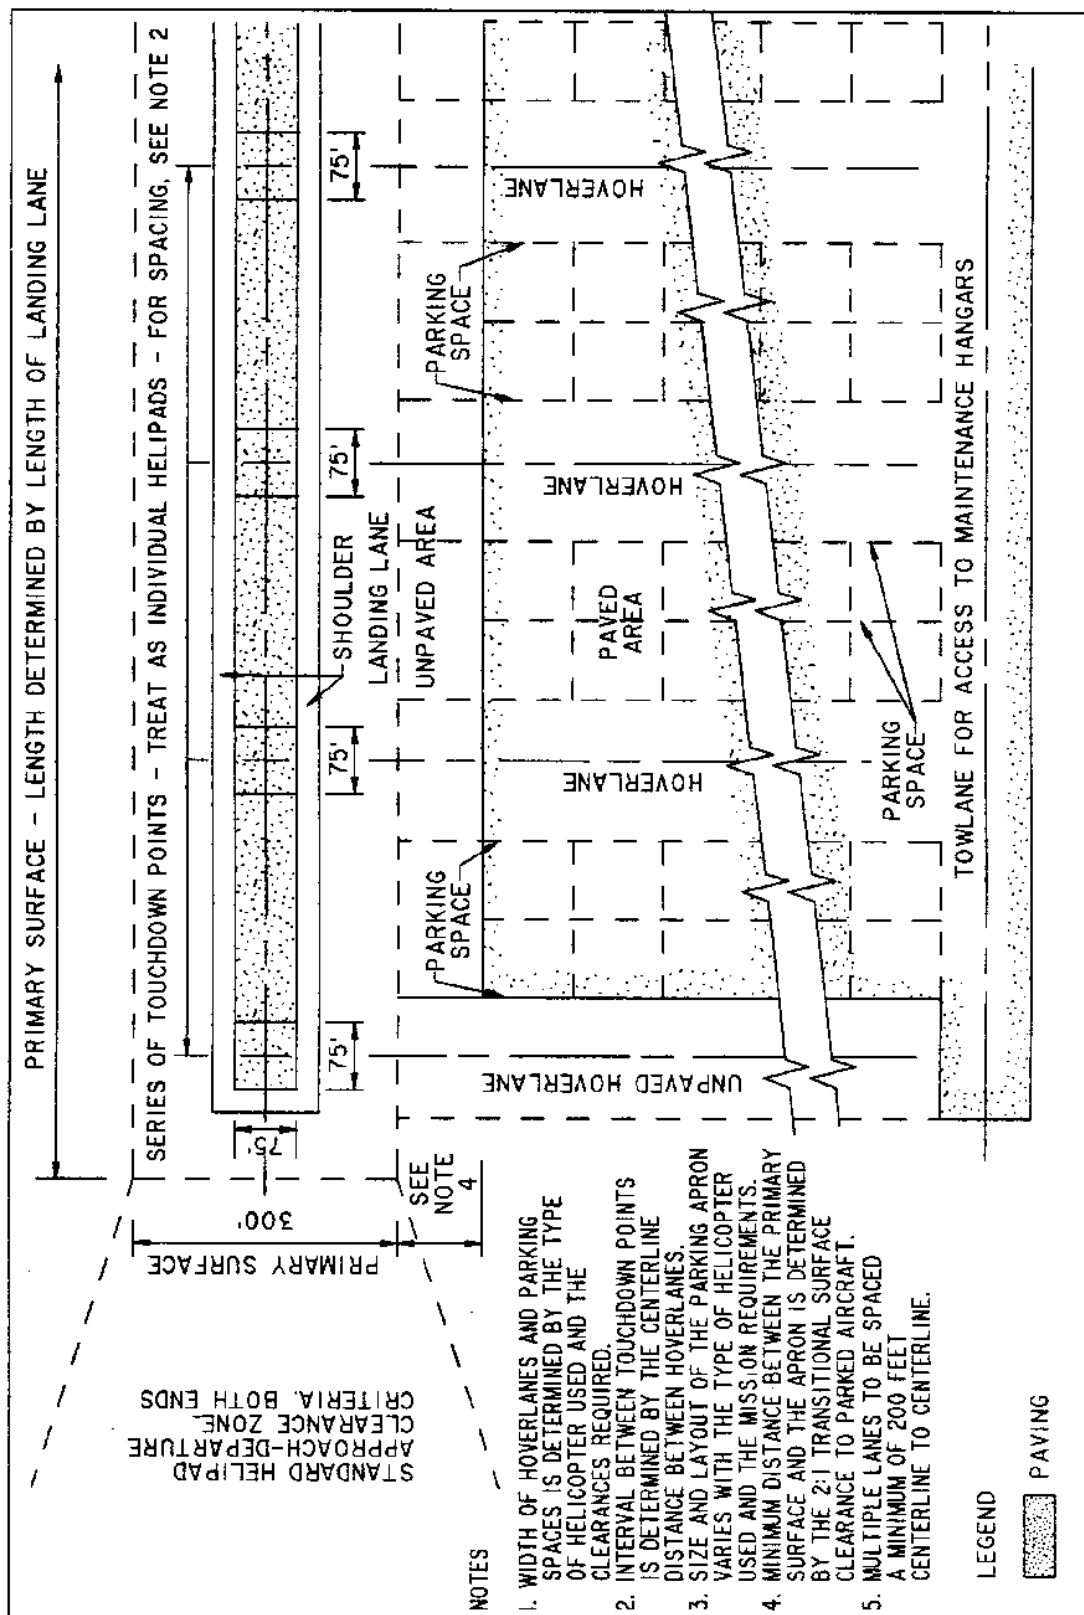 PRIMARY SURFACE - LENGTH DETERMINED BY LENGTH OF LANDING LANE
SERIES OF TOUCHDOWN POINTS - TREAT AS INDIVIDUAL HELIPADS - FOR SPACING, SEE NOTE 2
75'
75'
75'
75'
75'
300'
PRIMARY SURFACE
SEE
NOTE
4
STANDARD HELIPAD
APPROACH-DEPARTURE
CLEARANCE ZONE.
CRITERIA. BOTH ENDS
SHOULDER
LANDING LANE
UNPAVED AREA
PARKING
SPACE
PARKING
SPACE
UNPAVED HOVERLANE
HOVERLANE
HOVERLANE
HOVERLANE
PAVED
AREA
PARKING
SPACE
TOWLANE FOR ACCESS TO MAINTENANCE HANGARS
NOTES
1. WIDTH OF HOVERLANES AND PARKING
SPACES IS DETERMINED BY THE TYPE
OF HELICOPTER USED AND THE
CLEARANCES REQUIRED.
2. INTERVAL BETWEEN TOUCHDOWN POINTS
IS DETERMINED BY THE CENTERLINE
DISTANCE BETWEEN HOVERLANES.
3. SIZE AND LAYOUT OF THE PARKING APRON
VARIES WITH THE TYPE OF HELICOPTER
USED AND THE MISSION REQUIREMENTS.
4. MINIMUM DISTANCE BETWEEN THE PRIMARY
SURFACE AND THE APRON IS DETERMINED
BY THE 2:1 TRANSITIONAL SURFACE
CLEARANCE TO PARKED AIRCRAFT.
5. MULTIPLE LANES TO BE SPACED
A MINIMUM OF 200 FEET
CENTERLINE TO CENTERLINE.
LEGEND
PAVING